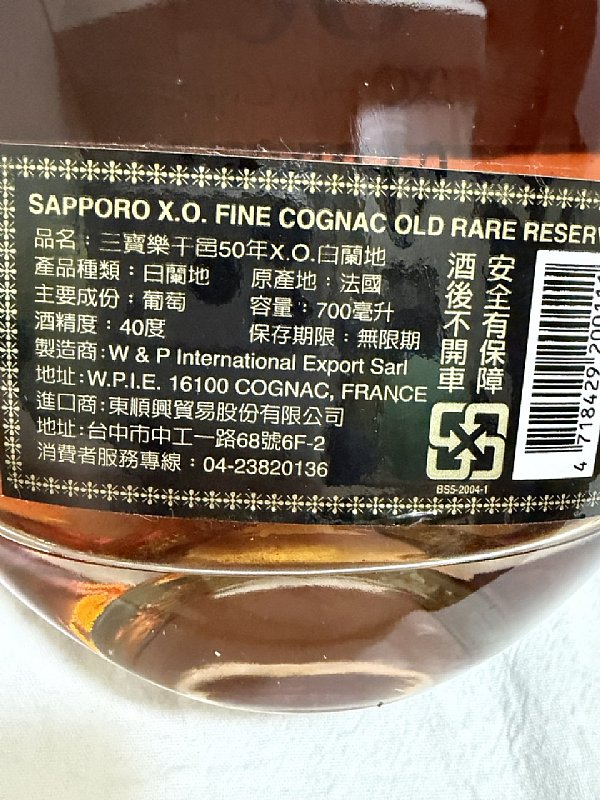 SAPPORO X.O. FINE COGNAC OLD RARE RESERV
品名：三寶樂干邑50年X.O.白蘭地
產品種類：白蘭地 原產地：法國
主要成份：葡萄 容量：700毫升
酒精度：40度 保存期限：無限期
製造商：W & P International Export Sarl
地址：W.P.I.E. 16100 COGNAC, FRANCE
進口商：東順興貿易股份有限公司
地址：台中市中工一路68號6F-2
消費者服務專線：04-23820136
安全有保障
酒後不開車
BS5-2004-1
4 718429 20011